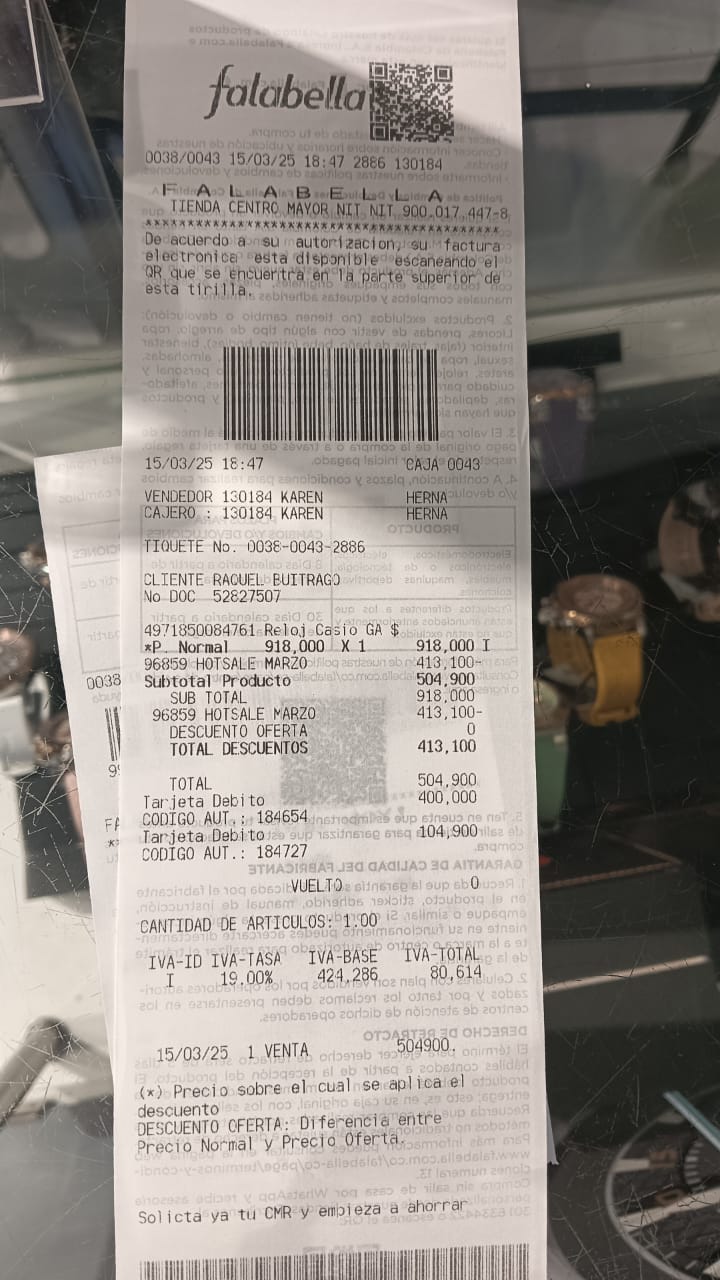 falabella
0038/0043 15/03/25 18:47 2886 130184
F A L A B E L L A
TIENDA CENTRO MAYOR NIT NIT 900.017.447-8
******************************************
De acuerdo a su autorizacion, su factura
electronica esta disponible escaneando el
QR que se encuentra en la parte superior de
esta tirilla.
15/03/25 18:47 CAJA 0043
VENDEDOR 130184 KAREN HERNA
CAJERO : 130184 KAREN HERNA
TIQUETE No. 0038-0043-2886
CLIENTE RAQUEL BUITRAGO
No DOC 52827507
4971850084761 Reloj Casio GA $
*P. Normal 918,000 X 1 918,000 I
96859 HOTSALE MARZO 413,100-
Subtotal Producto 504,900
SUB TOTAL 918,000
96859 HOTSALE MARZO 413,100-
DESCUENTO OFERTA 0
TOTAL DESCUENTOS 413,100
TOTAL 504,900
Tarjeta Debito 400,000
CODIGO AUT.: 184654
Tarjeta Debito 104,900
CODIGO AUT.: 184727
VUELTO 0
CANTIDAD DE ARTICULOS: 1.00
IVA-ID IVA-TASA IVA-BASE IVA-TOTAL
I 19.00% 424,286 80,614
15/03/25 1 VENTA 504900.
(*) Precio sobre el cual se aplica el
descuento
DESCUENTO OFERTA: Diferencia entre
Precio Normal y Precio Oferta.
Solicta ya tu CMR y empieza a ahorrar
0038